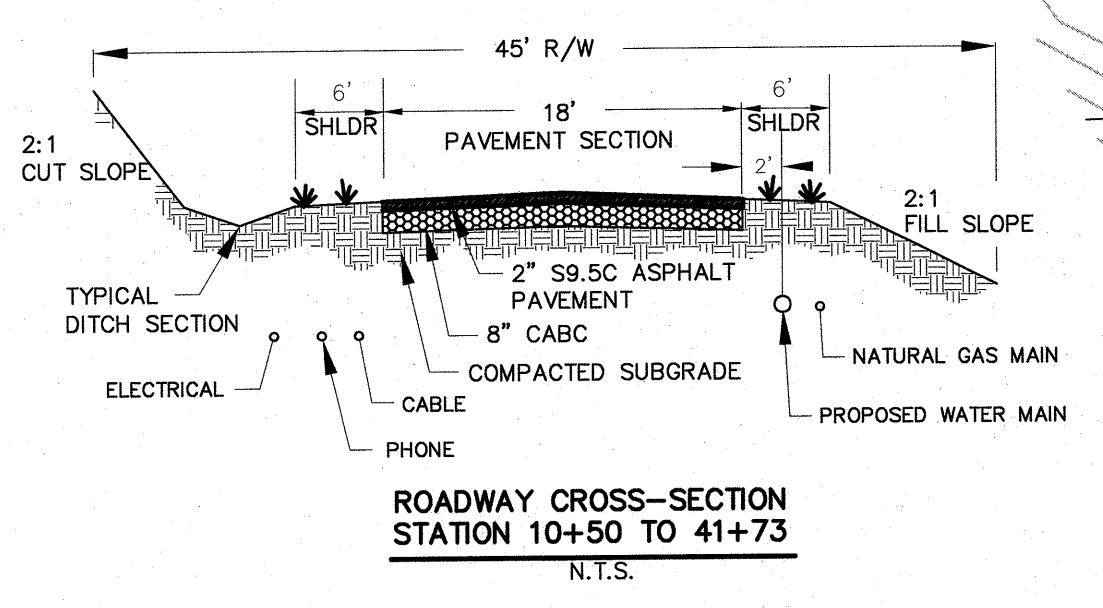 45' R/W
6'
SHLDR
18'
PAVEMENT SECTION
6'
SHLDR
2'
2:1
CUT SLOPE
2:1
FILL SLOPE
TYPICAL
DITCH SECTION
2" S9.5C ASPHALT
PAVEMENT
8" CABC
COMPACTED SUBGRADE
ELECTRICAL
CABLE
PHONE
NATURAL GAS MAIN
PROPOSED WATER MAIN
ROADWAY CROSS-SECTION
STATION 10+50 TO 41+73
N.T.S.